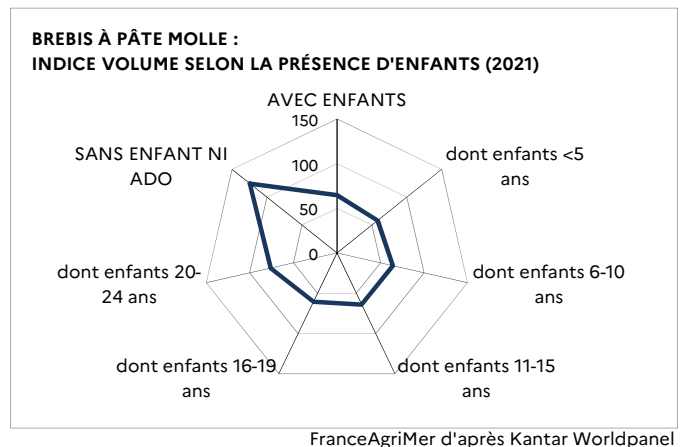 BREBIS À PÂTE MOLLE :
INDICE VOLUME SELON LA PRÉSENCE D'ENFANTS (2021)
AVEC ENFANTS
150
100
50
0
dont enfants <5
ans
dont enfants 6-10
ans
dont enfants 11-15
ans
dont enfants 16-19
ans
dont enfants 20-
24 ans
SANS ENFANT NI
ADO
FranceAgriMer d'après Kantar Worldpanel